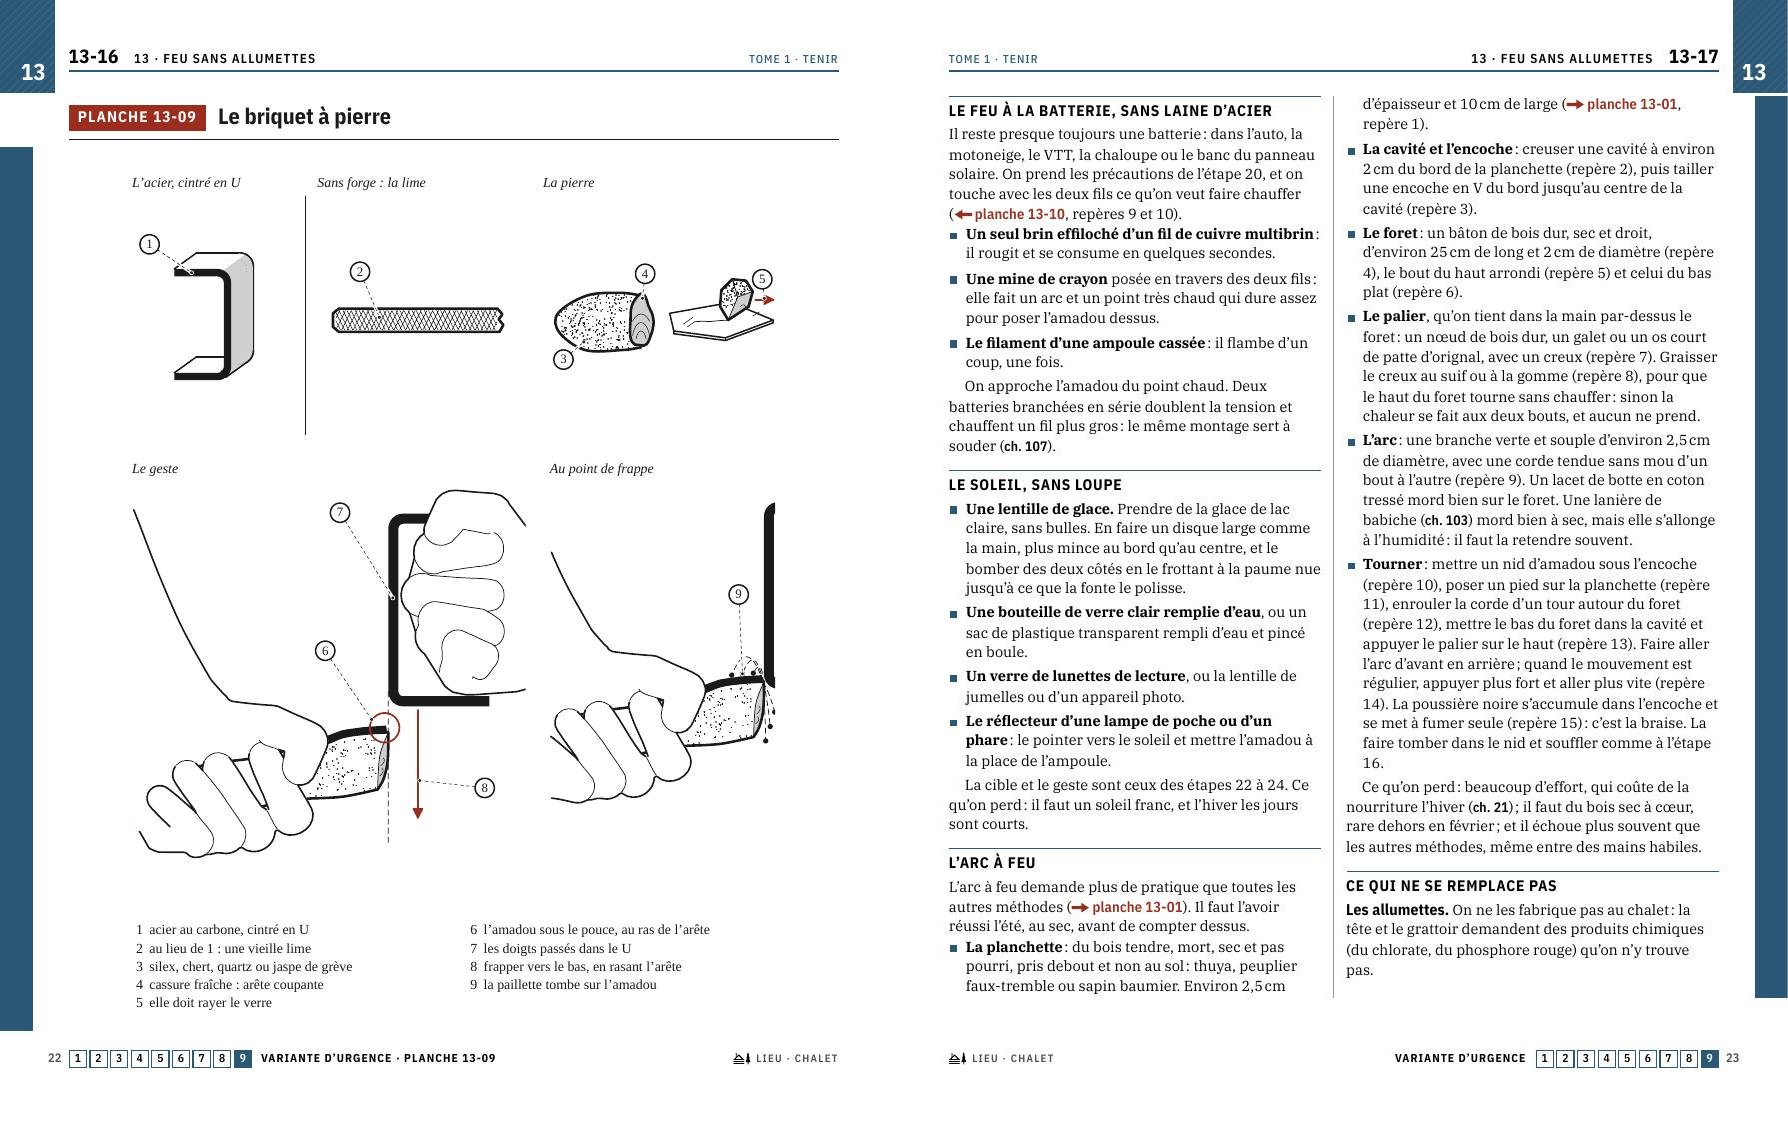 13
13-16 13 · FEU SANS ALLUMETTES
TOME 1 · TENIR
PLANCHE 13-09 Le briquet à pierre
L’acier, cintré en U
Sans forge : la lime
La pierre
1
2
3
4
5
Le geste
Au point de frappe
6
7
8
9
1 acier au carbone, cintré en U
2 au lieu de 1 : une vieille lime
3 silex, chert, quartz ou jaspe de grève
4 cassure fraîche : arête coupante
5 elle doit rayer le verre
6 l’amadou sous le pouce, au ras de l’arête
7 les doigts passés dans le U
8 frapper vers le bas, en rasant l’arête
9 la paillette tombe sur l’amadou
22 1 2 3 4 5 6 7 8 9 VARIANTE D’URGENCE · PLANCHE 13-09
LIEU · CHALET
TOME 1 · TENIR
13 · FEU SANS ALLUMETTES 13-17
13
LE FEU À LA BATTERIE, SANS LAINE D’ACIER
Il reste presque toujours une batterie : dans l’auto, la
motoneige, le VTT, la chaloupe ou le banc du panneau
solaire. On prend les précautions de l’étape 20, et on
touche avec les deux fils ce qu’on veut faire chauffer
(← planche 13-10, repères 9 et 10).
Un seul brin effiloché d’un fil de cuivre multibrin :
il rougit et se consume en quelques secondes.
Une mine de crayon posée en travers des deux fils :
elle fait un arc et un point très chaud qui dure assez
pour poser l’amadou dessus.
Le filament d’une ampoule cassée : il flambe d’un
coup, une fois.
On approche l’amadou du point chaud. Deux
batteries branchées en série doublent la tension et
chauffent un fil plus gros : le même montage sert à
souder (ch. 107).
LE SOLEIL, SANS LOUPE
Une lentille de glace. Prendre de la glace de lac
claire, sans bulles. En faire un disque large comme
la main, plus mince au bord qu’au centre, et le
bomber des deux côtés en le frottant à la paume nue
jusqu’à ce que la fonte le polisse.
Une bouteille de verre clair remplie d’eau, ou un
sac de plastique transparent rempli d’eau et pincé
en boule.
Un verre de lunettes de lecture, ou la lentille de
jumelles ou d’un appareil photo.
Le réflecteur d’une lampe de poche ou d’un
phare : le pointer vers le soleil et mettre l’amadou à
la place de l’ampoule.
La cible et le geste sont ceux des étapes 22 à 24. Ce
qu’on perd : il faut un soleil franc, et l’hiver les jours
sont courts.
L’ARC À FEU
L’arc à feu demande plus de pratique que toutes les
autres méthodes (→ planche 13-01). Il faut l’avoir
réussi l’été, au sec, avant de compter dessus.
La planchette : du bois tendre, mort, sec et pas
pourri, pris debout et non au sol : thuya, peuplier
faux-tremble ou sapin baumier. Environ 2,5 cm
d’épaisseur et 10 cm de large (→ planche 13-01,
repère 1).
La cavité et l’encoche : creuser une cavité à environ
2 cm du bord de la planchette (repère 2), puis tailler
une encoche en V du bord jusqu’au centre de la
cavité (repère 3).
Le foret : un bâton de bois dur, sec et droit,
d’environ 25 cm de long et 2 cm de diamètre (repère
4), le bout du haut arrondi (repère 5) et celui du bas
plat (repère 6).
Le palier, qu’on tient dans la main par-dessus le
foret : un nœud de bois dur, un galet ou un os court
de patte d’orignal, avec un creux (repère 7). Graisser
le creux au suif ou à la gomme (repère 8), pour que
le haut du foret tourne sans chauffer : sinon la
chaleur se fait aux deux bouts, et aucun ne prend.
L’arc : une branche verte et souple d’environ 2,5 cm
de diamètre, avec une corde tendue sans mou d’un
bout à l’autre (repère 9). Un lacet de botte en coton
tressé mord bien sur le foret. Une lanière de
babiche (ch. 103) mord bien à sec, mais elle s’allonge
à l’humidité : il faut la retendre souvent.
Tourner : mettre un nid d’amadou sous l’encoche
(repère 10), poser un pied sur la planchette (repère
11), enrouler la corde d’un tour autour du foret
(repère 12), mettre le bas du foret dans la cavité et
appuyer le palier sur le haut (repère 13). Faire aller
l’arc d’avant en arrière ; quand le mouvement est
régulier, appuyer plus fort et aller plus vite (repère
14). La poussière noire s’accumule dans l’encoche et
se met à fumer seule (repère 15) : c’est la braise. La
faire tomber dans le nid et souffler comme à l’étape
16.
Ce qu’on perd : beaucoup d’effort, qui coûte de la
nourriture l’hiver (ch. 21) ; il faut du bois sec à cœur,
rare dehors en février ; et il échoue plus souvent que
les autres méthodes, même entre des mains habiles.
CE QUI NE SE REMPLACE PAS
Les allumettes. On ne les fabrique pas au chalet : la
tête et le grattoir demandent des produits chimiques
(du chlorate, du phosphore rouge) qu’on n’y trouve
pas.
LIEU · CHALET
VARIANTE D’URGENCE 1 2 3 4 5 6 7 8 9 23